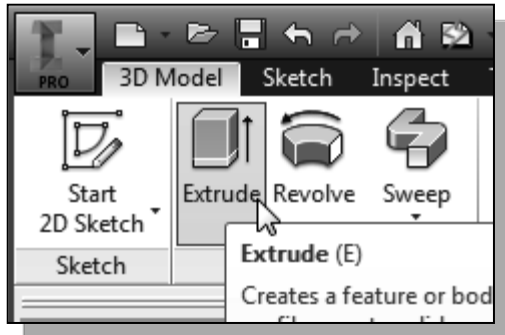 PRO
3D Model Sketch Inspect
Start
2D Sketch
Extrude Revolve Sweep
Sketch
Extrude (E)
Creates a feature or bod